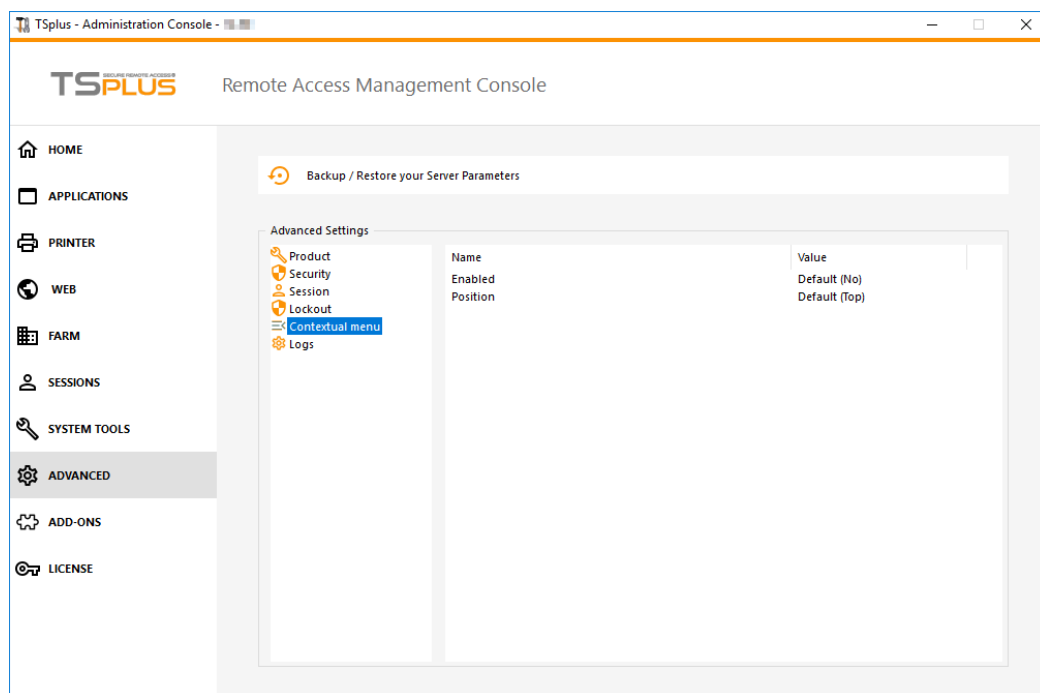 TSplus - Administration Console -
TSPLUS SECURE REMOTE ACCESS®
Remote Access Management Console
HOME
APPLICATIONS
PRINTER
WEB
FARM
SESSIONS
SYSTEM TOOLS
ADVANCED
ADD-ONS
LICENSE
Backup / Restore your Server Parameters
Advanced Settings
Product
Security
Session
Lockout
Contextual menu
Logs
Name Value
Enabled Default (No)
Position Default (Top)